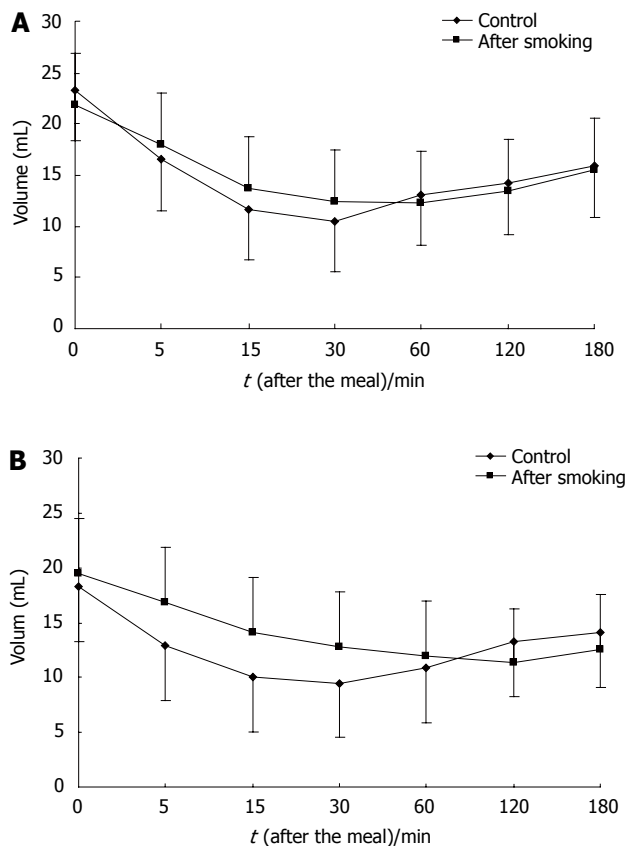 A
Control
After smoking
30
25
20
15
10
5
0
Volume (mL)
0 5 15 30 60 120 180
t (after the meal)/min
B
Control
After smoking
30
25
20
15
10
5
0
Volum (mL)
0 5 15 30 60 120 180
t (after the meal)/min